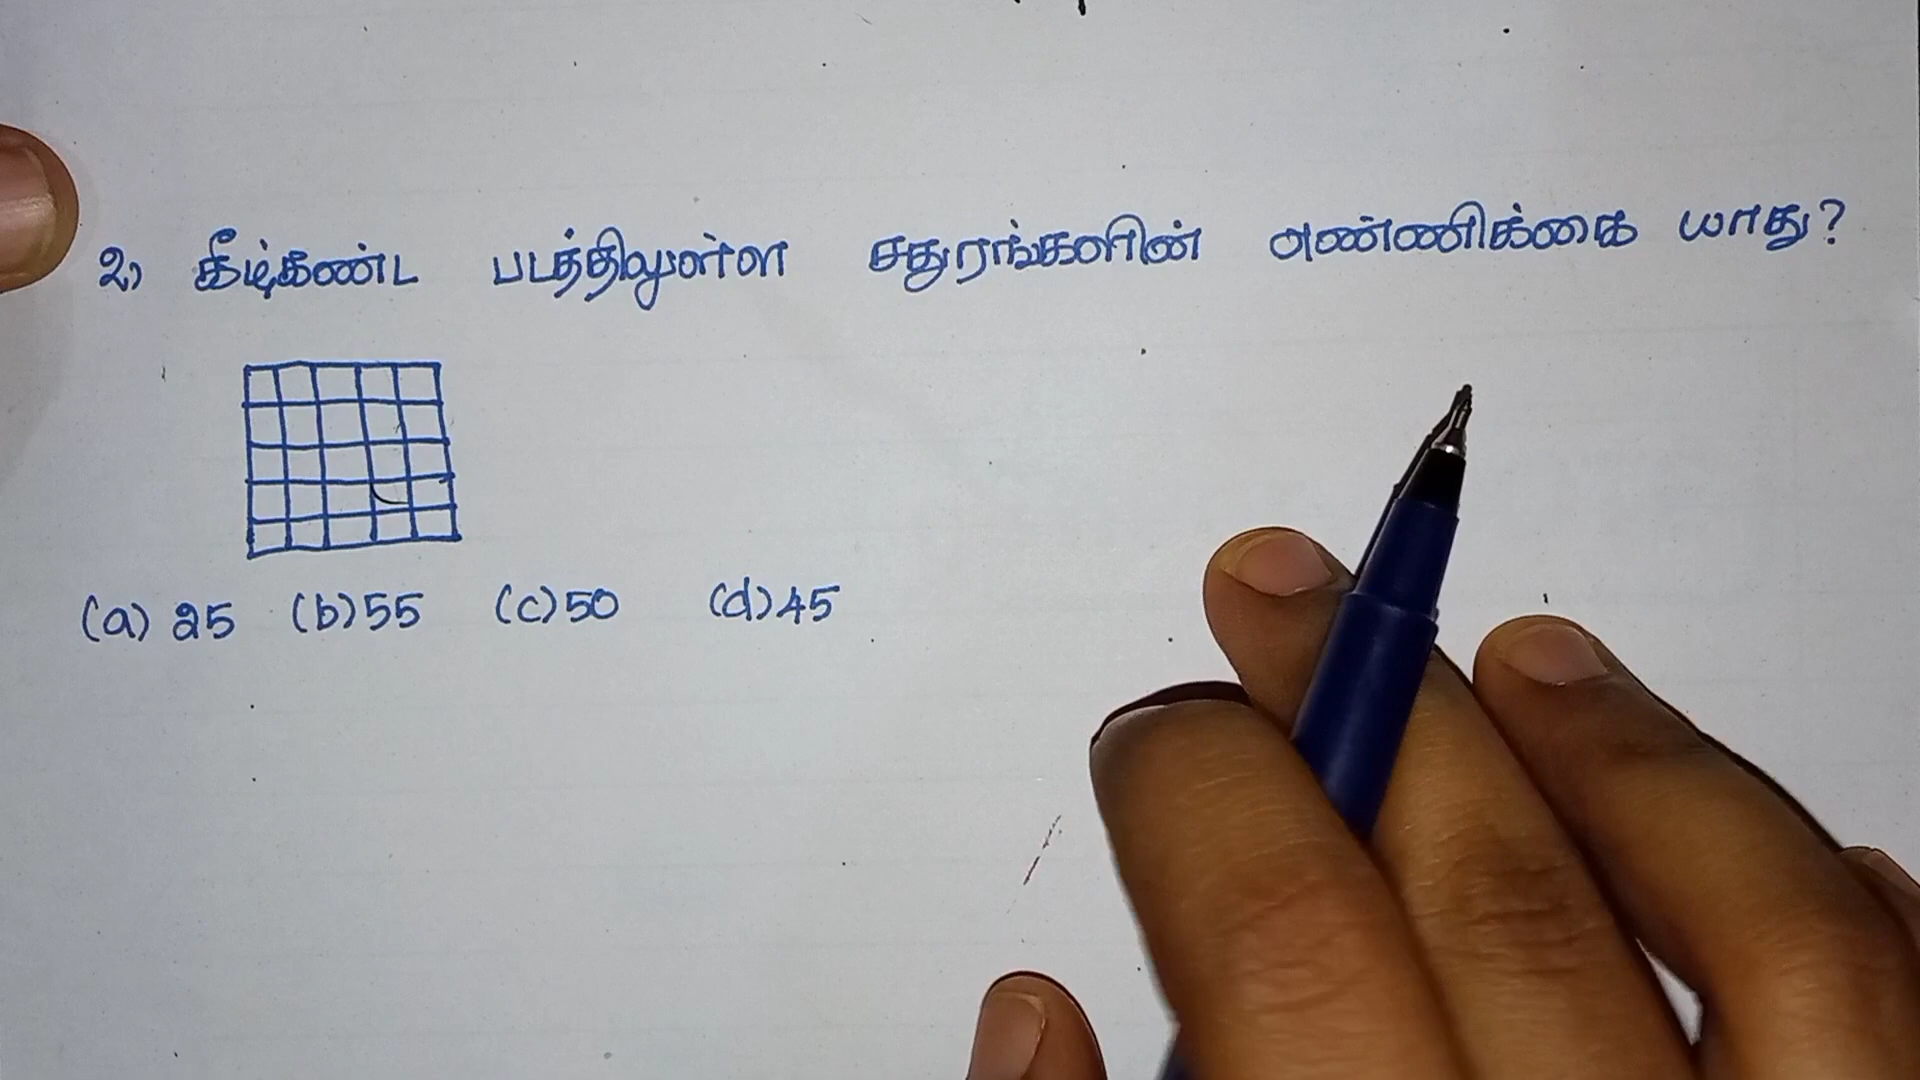 2) கீழ்கண்ட படத்திலுள்ள சதுரங்களின் எண்ணிக்கை யாது?
(a) 25 (b) 55 (c) 50 (d) 45